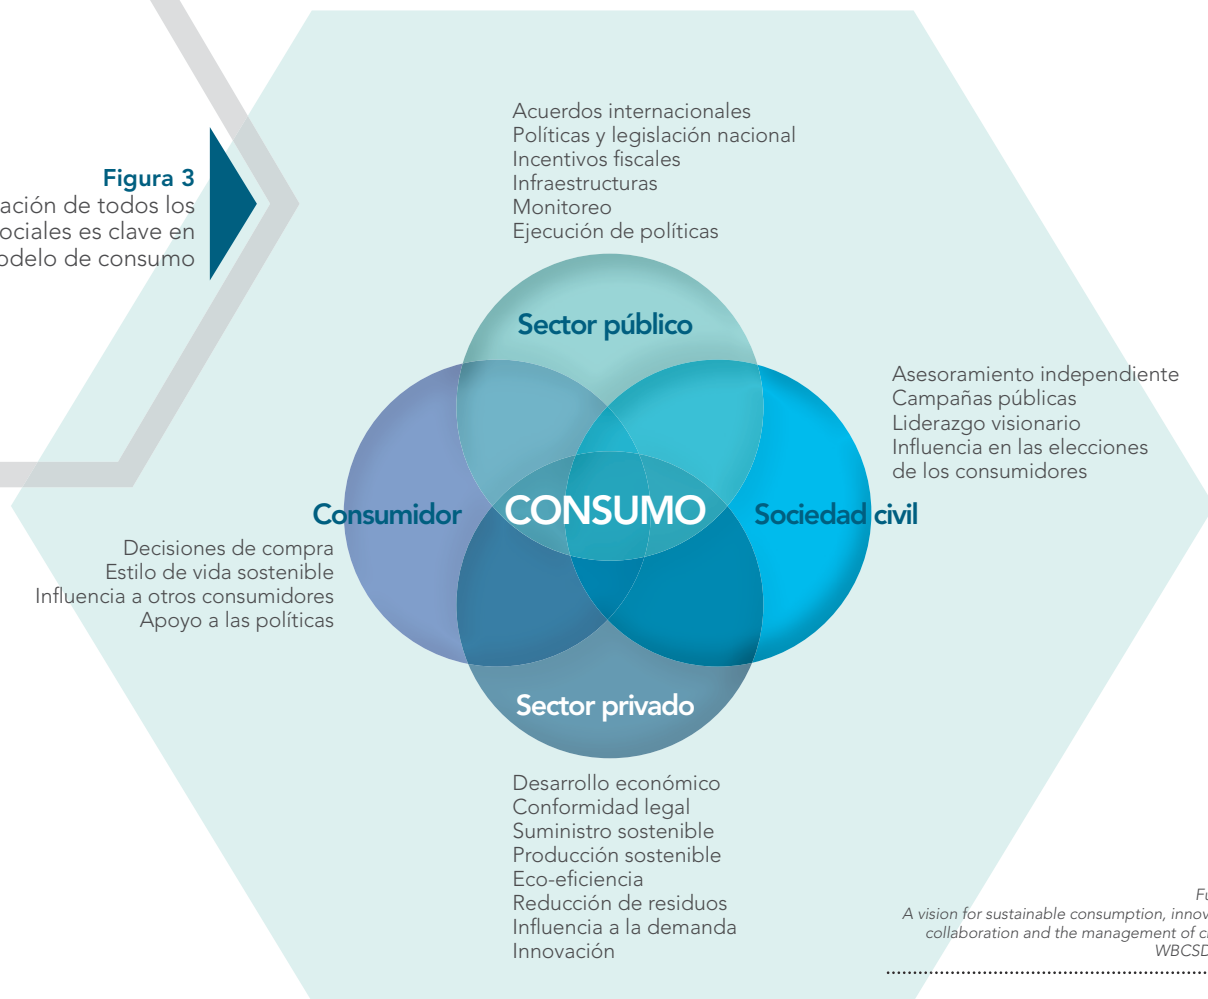 Figura 3
ación de todos los
ociales es clave en
odelo de consumo
Acuerdos internacionales
Políticas y legislación nacional
Incentivos fiscales
Infraestructuras
Monitoreo
Ejecución de políticas
Sector público
Asesoramiento independiente
Campañas públicas
Liderazgo visionario
Influencia en las elecciones
de los consumidores
Consumidor
CONSUMO
Sociedad civil
Decisiones de compra
Estilo de vida sostenible
Influencia a otros consumidores
Apoyo a las políticas
Sector privado
Desarrollo económico
Conformidad legal
Suministro sostenible
Producción sostenible
Eco-eficiencia
Reducción de residuos
Influencia a la demanda
Innovación
A vision for sustainable consumption, innov
collaboration and the management of c
WBCSD